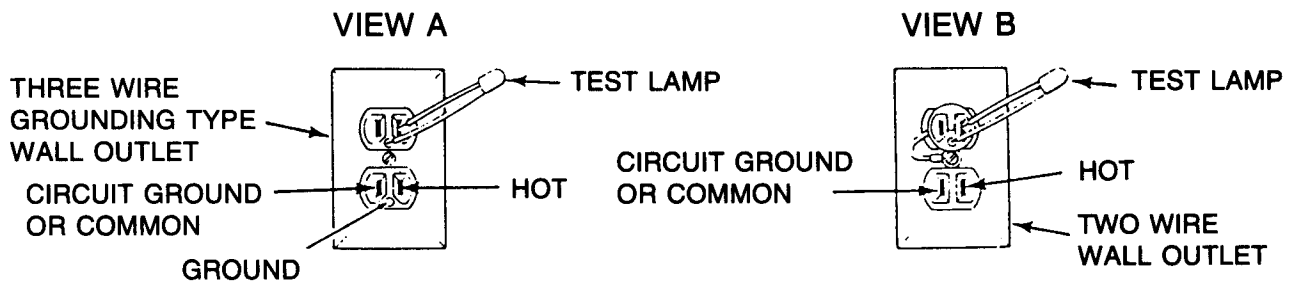 VIEW A
THREE WIRE
GROUNDING TYPE
WALL OUTLET
TEST LAMP
CIRCUIT GROUND
OR COMMON
HOT
GROUND
VIEW B
TEST LAMP
CIRCUIT GROUND
OR COMMON
HOT
TWO WIRE
WALL OUTLET